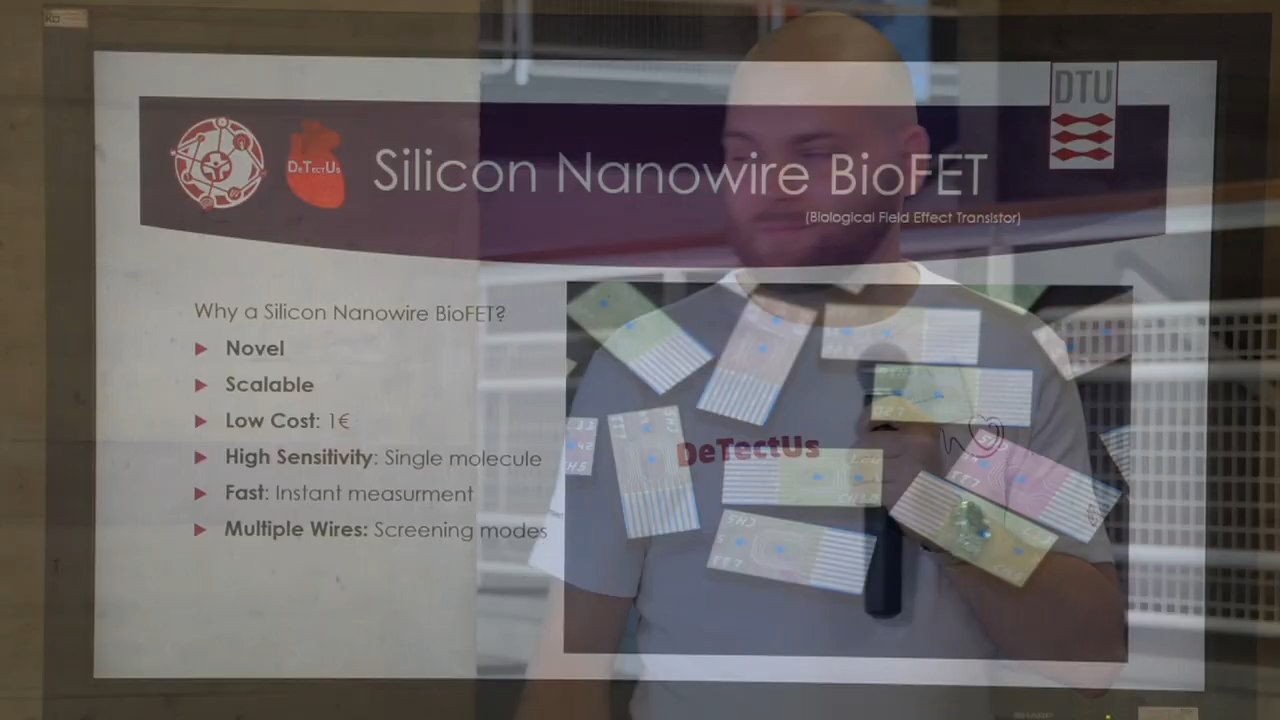 DTU
DeTectUs
Silicon Nanowire BioFET
(Biological Field Effect Transistor)
Why a Silicon Nanowire BioFET?
Novel
Scalable
Low Cost: 1€
High Sensitivity: Single molecule
Fast: Instant measurment
Multiple Wires: Screening modes
DeTectUs